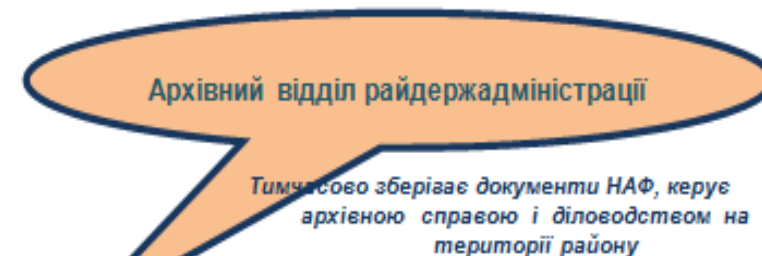 Архівний відділ райдержадміністрації
Тимчасово зберігає документи НАФ, керує
архівною справою і діловодством на
території району